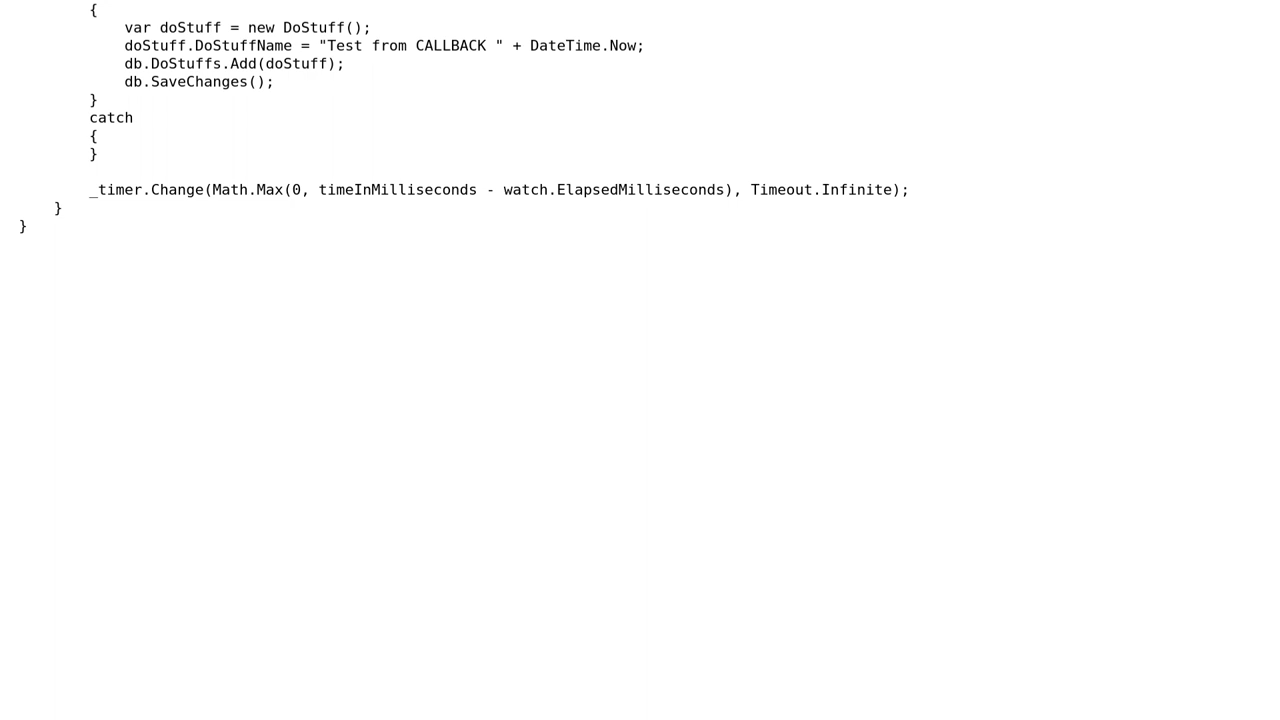 {
var doStuff = new DoStuff();
doStuff.DoStuffName = "Test from CALLBACK " + DateTime.Now;
db.DoStuffs.Add(doStuff);
db.SaveChanges();
}
catch
{
}
_timer.Change(Math.Max(0, timeInMilliseconds - watch.ElapsedMilliseconds), Timeout.Infinite);
}
}